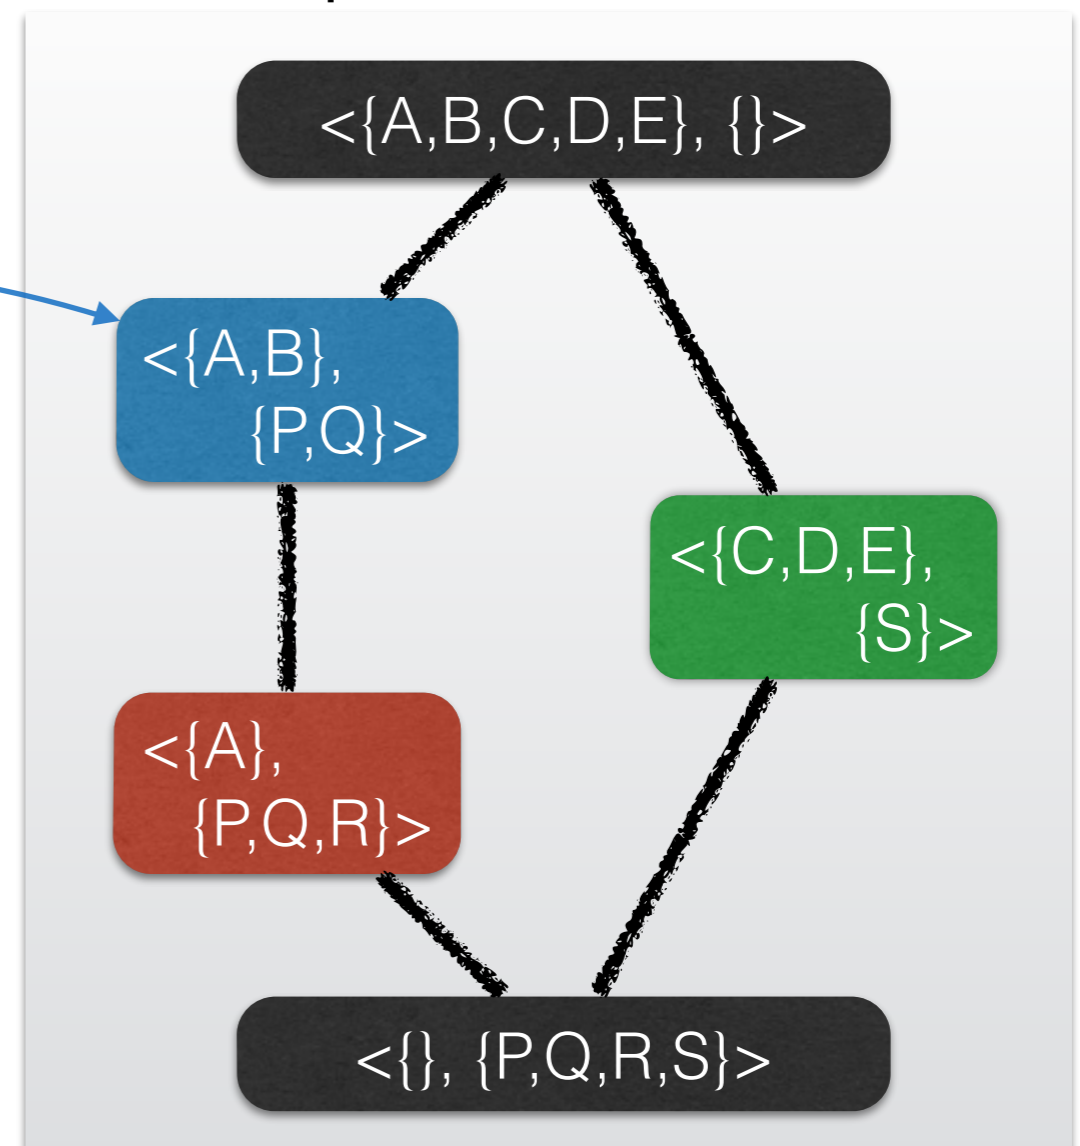 <{A,B,C,D,E}, {}>
<{A,B},
{P,Q}>
<{C,D,E},
{S}>
<{A},
{P,Q,R}>
<{}, {P,Q,R,S}>